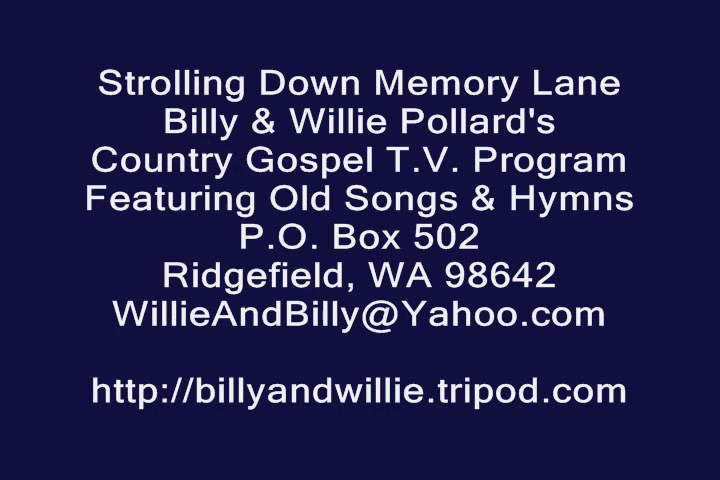 Strolling Down Memory Lane
Billy & Willie Pollard's
Country Gospel T.V. Program
Featuring Old Songs & Hymns
P.O. Box 502
Ridgefield, WA 98642
WillieAndBilly@Yahoo.com
http://billyandwillie.tripod.com